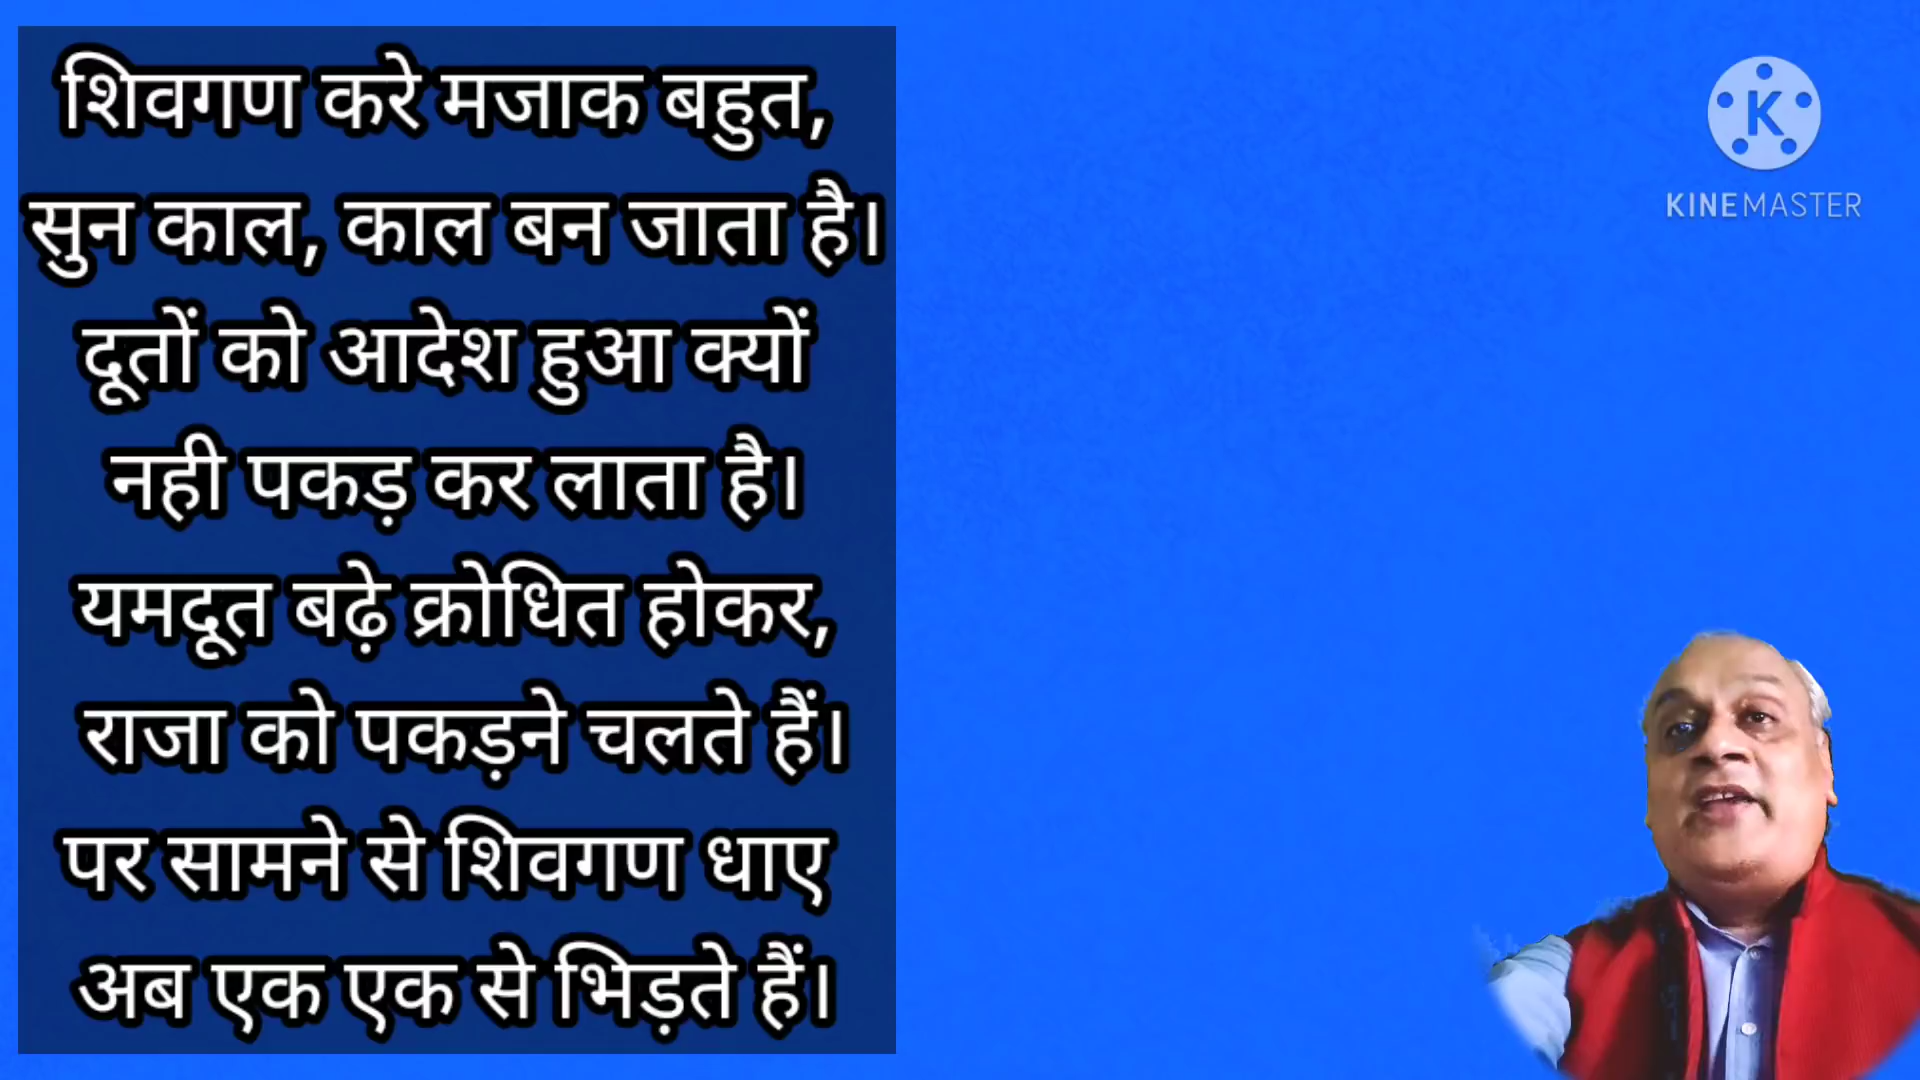 शिवगण करे मजाक बहुत,
सुन काल, काल बन जाता है।
दूतों को आदेश हुआ क्यों
नही पकड़ कर लाता है।
यमदूत बढ़े क्रोधित होकर,
राजा को पकड़ने चलते हैं।
पर सामने से शिवगण धाए
अब एक एक से भिड़ते हैं।
K
KINEMASTER